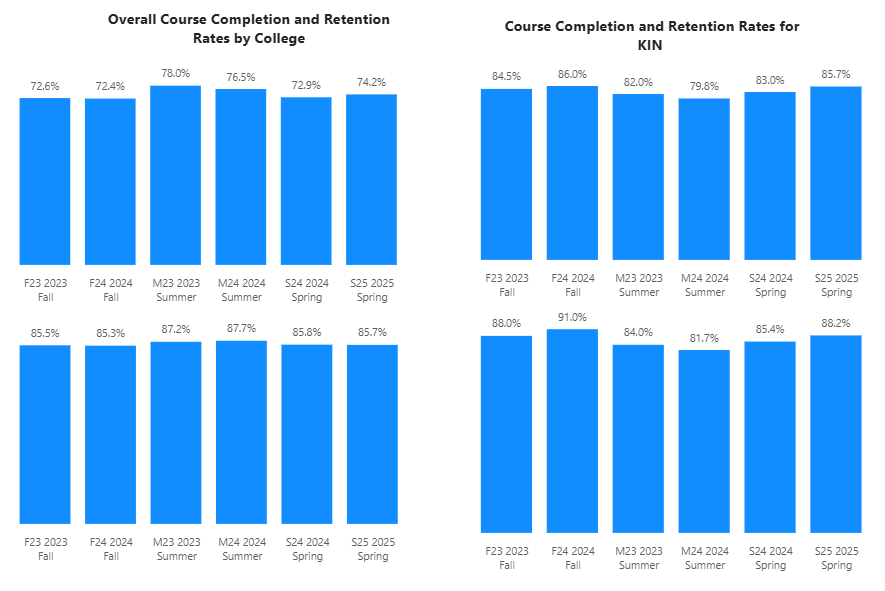 Overall Course Completion and Retention
Rates by College
72.6%
72.4%
78.0%
76.5%
72.9%
74.2%
F23 2023
Fall
F24 2024
Fall
M23 2023
Summer
M24 2024
Summer
S24 2024
Spring
S25 2025
Spring
85.5%
85.3%
87.2%
87.7%
85.8%
85.7%
F23 2023
Fall
F24 2024
Fall
M23 2023
Summer
M24 2024
Summer
S24 2024
Spring
S25 2025
Spring
Course Completion and Retention Rates for
KIN
84.5%
86.0%
82.0%
79.8%
83.0%
85.7%
F23 2023
Fall
F24 2024
Fall
M23 2023
Summer
M24 2024
Summer
S24 2024
Spring
S25 2025
Spring
88.0%
91.0%
84.0%
81.7%
85.4%
88.2%
F23 2023
Fall
F24 2024
Fall
M23 2023
Summer
M24 2024
Summer
S24 2024
Spring
S25 2025
Spring